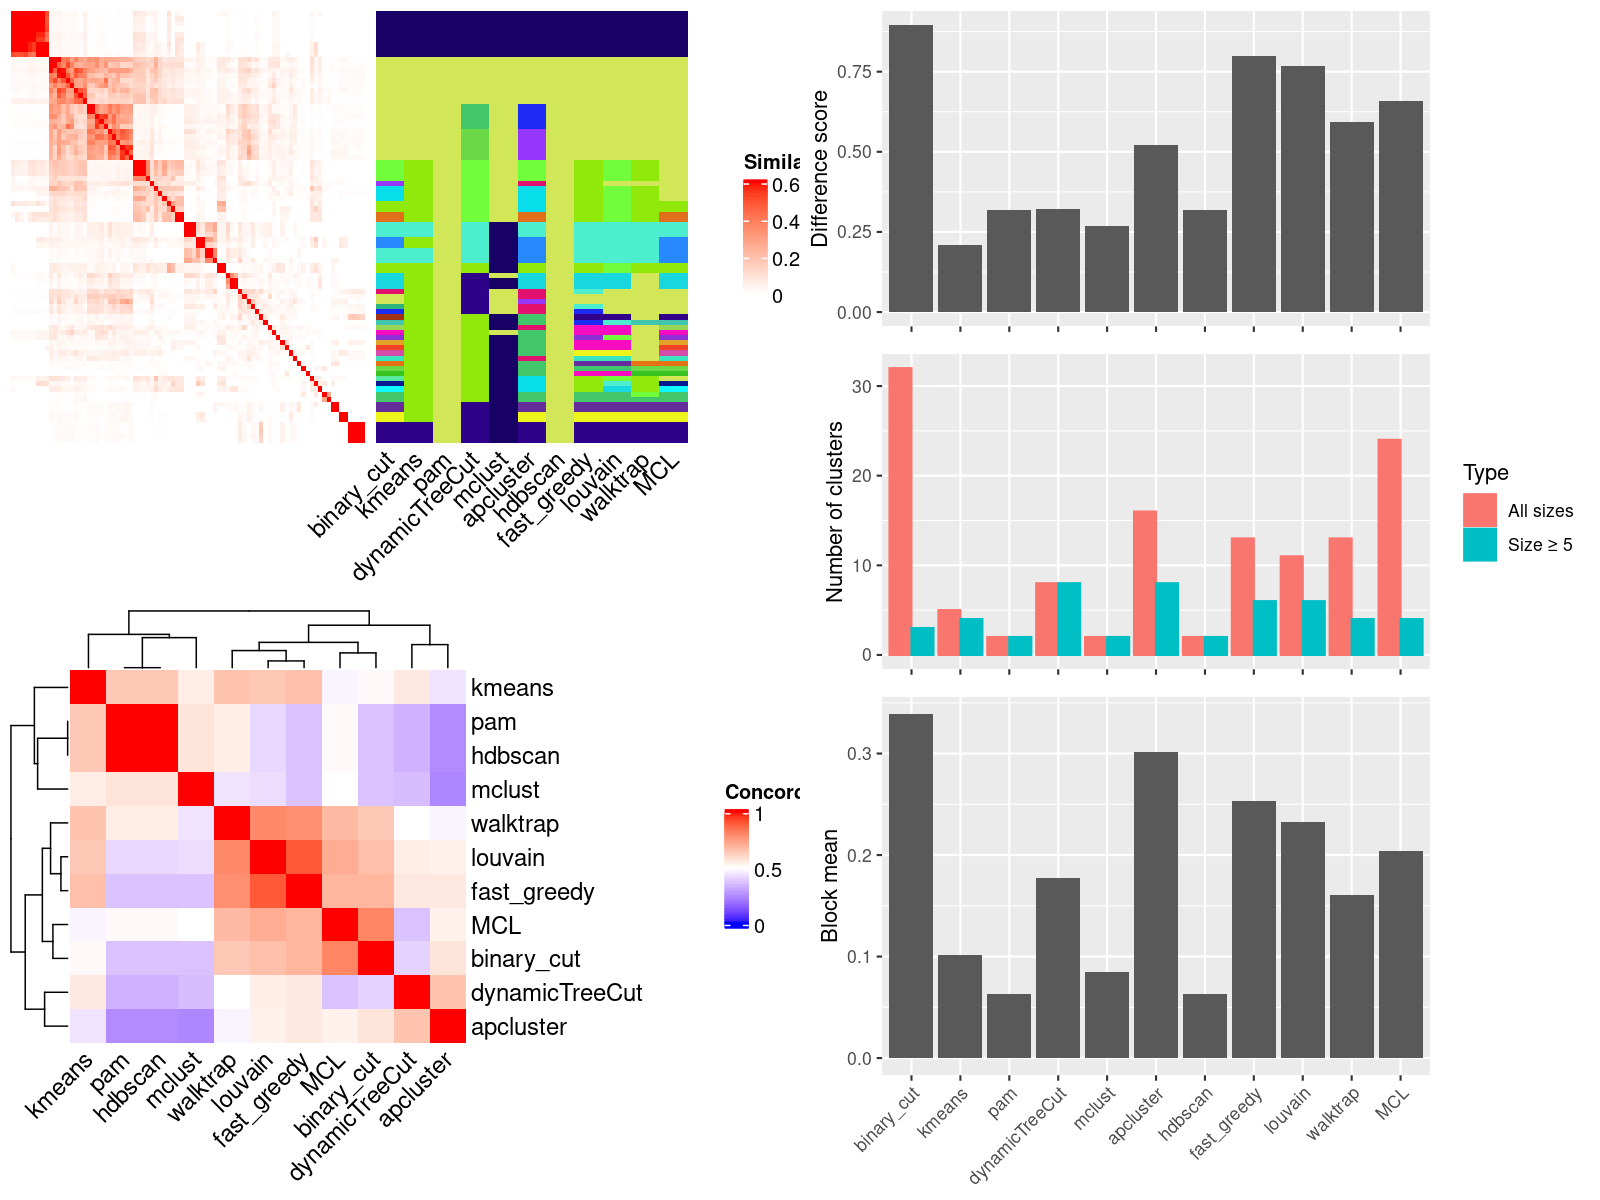 Simila
0.6
0.4
0.2
0
binary_cut
kmeans
pam
dynamicTreeCut
mclust
apcluster
hdbscan
fast_greedy
louvain
walktrap
MCL
Difference score
0.75
0.50
0.25
0.00
Number of clusters
30
20
10
0
Type
All sizes
Size ≥ 5
kmeans
pam
hdbscan
mclust
walktrap
louvain
fast_greedy
MCL
binary_cut
dynamicTreeCut
apcluster
kmeans
pam
hdbscan
mclust
walktrap
louvain
fast_greedy
MCL
binary_cut
dynamicTreeCut
apcluster
Concord
1
0.5
0
Block mean
0.3
0.2
0.1
0.0
binary_cut
kmeans
pam
dynamicTreeCut
mclust
apcluster
hdbscan
fast_greedy
louvain
walktrap
MCL